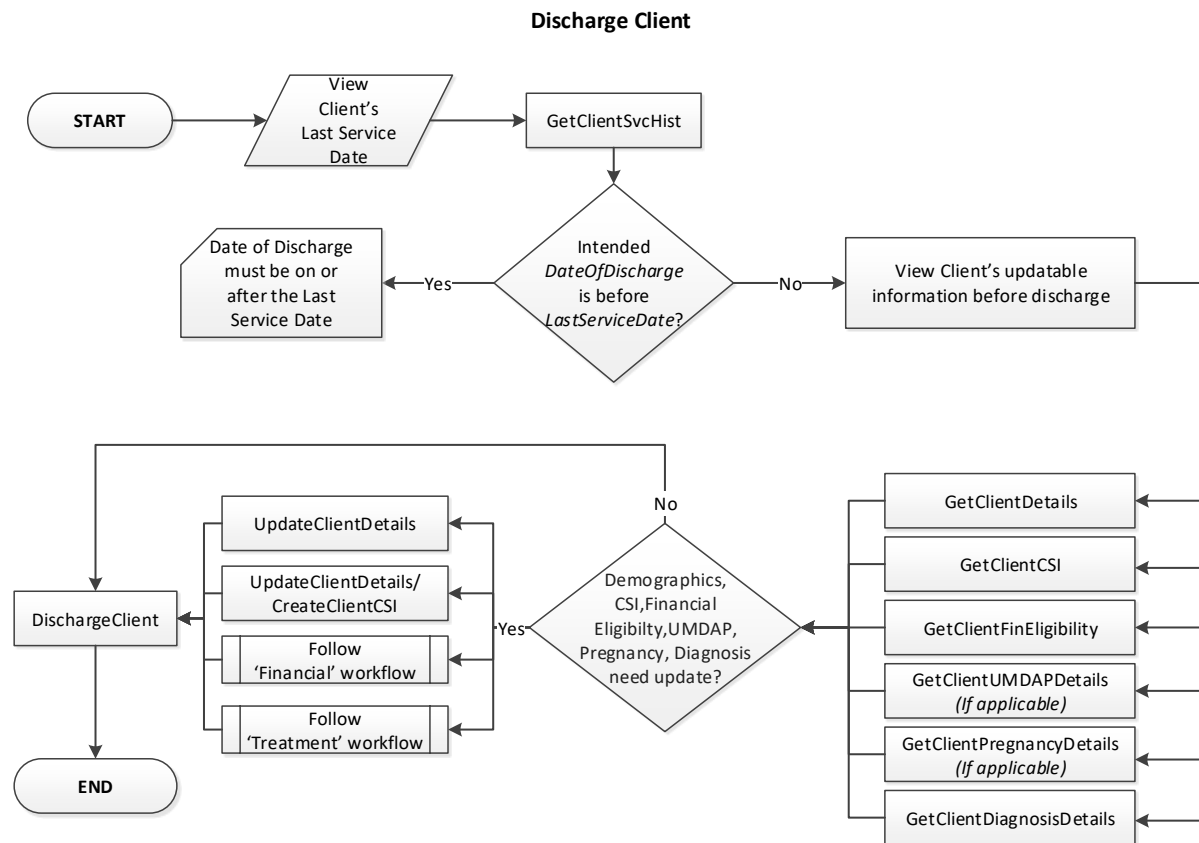 Discharge Client
START
View
Client’s
Last Service
Date
GetClientSvcHist
Date of Discharge
must be on or
after the Last
Service Date
Yes
Intended
DateOfDischarge
is before
LastServiceDate?
No
View Client’s updatable
information before discharge
No
UpdateClientDetails
UpdateClientDetails/
CreateClientCSI
DischargeClient
Follow
‘Financial’ workflow
Follow
‘Treatment’ workflow
END
Yes
Demographics,
CSI,Financial
Eligibilty,UMDAP,
Pregnancy, Diagnosis
need update?
GetClientDetails
GetClientCSI
GetClientFinEligibility
GetClientUMDAPDetails
(If applicable)
GetClientPregnancyDetails
(If applicable)
GetClientDiagnosisDetails